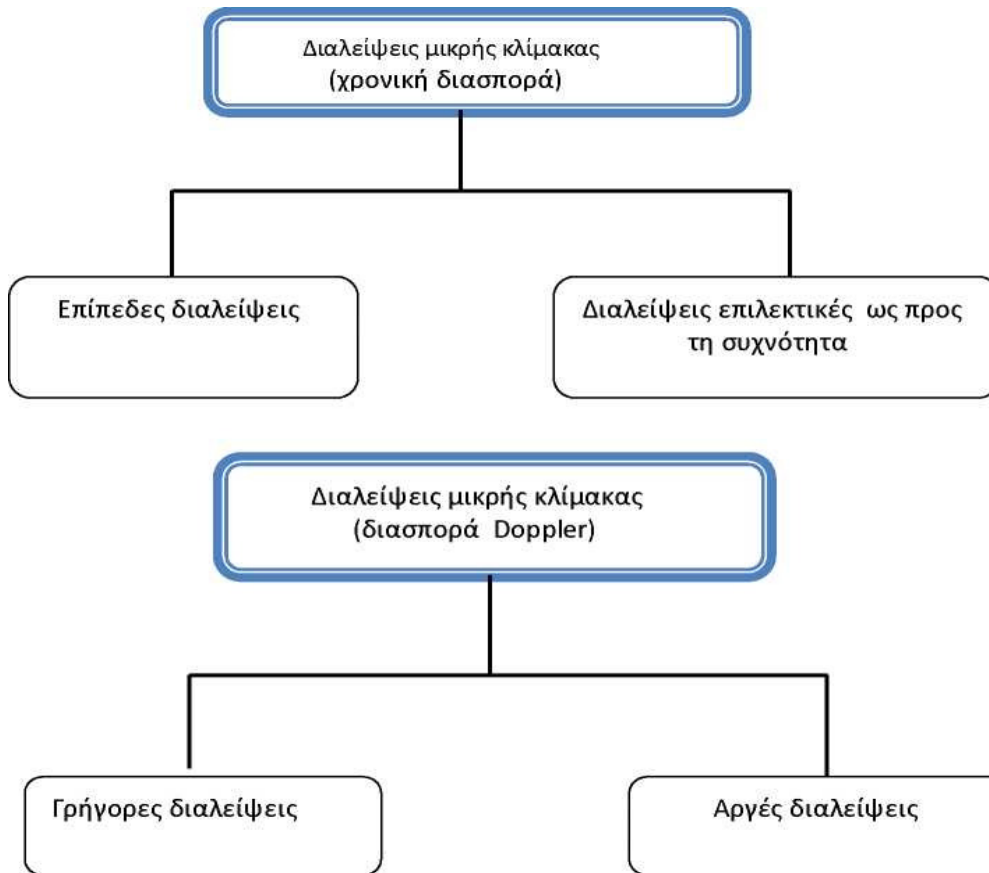 Διαλείψεις μικρής κλίμακας
(χρονική διασπορά)
Επίπεδες διαλείψεις
Διαλείψεις επιλεκτικές ως προς
τη συχνότητα
Διαλείψεις μικρής κλίμακας
(διασπορά Doppler)
Γρήγορες διαλείψεις
Αργές διαλείψεις